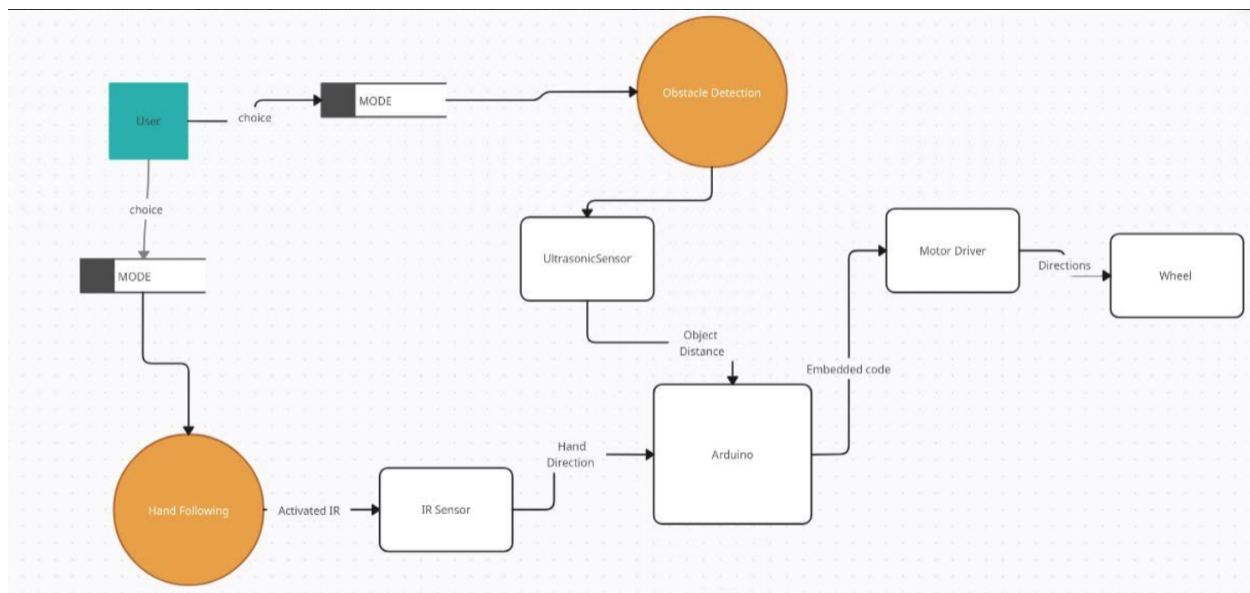 Obstacle Detection
User
choice
MODE
choice
MODE
UltrasonicSensor
Motor Driver
Directions
Wheel
Object
Distance
Embedded code
Hand
Direction
Arduino
Hand Following
Activated IR
IR Sensor